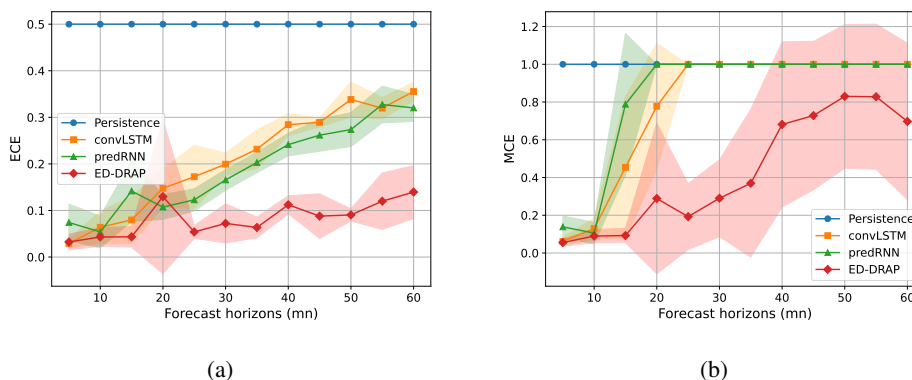 0.5
0.4
0.3
0.2
0.1
0.0
ECE
Persistence
convLSTM
predRNN
ED-DRAP
10 20 30 40 50 60
Forecast horizons (mn)
(a)
1.2
1.0
0.8
0.6
0.4
0.2
0.0
MCE
Persistence
convLSTM
predRNN
ED-DRAP
10 20 30 40 50 60
Forecast horizons (mn)
(b)